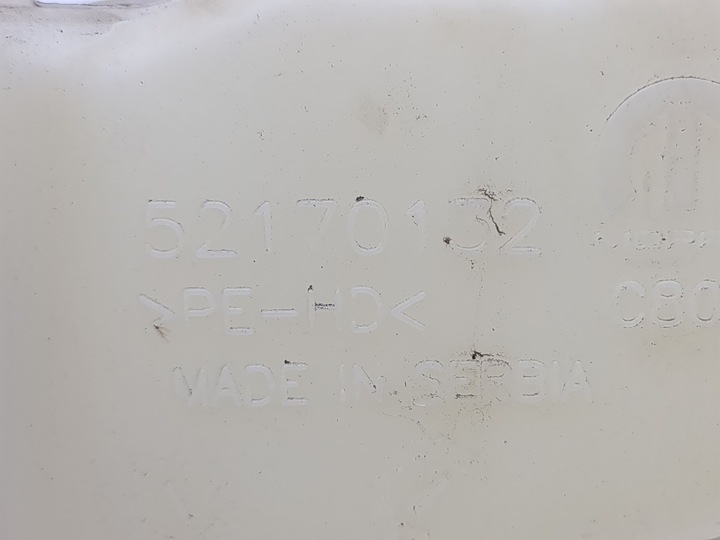 52170132
>PE-HD<
MADE IN SERBIA